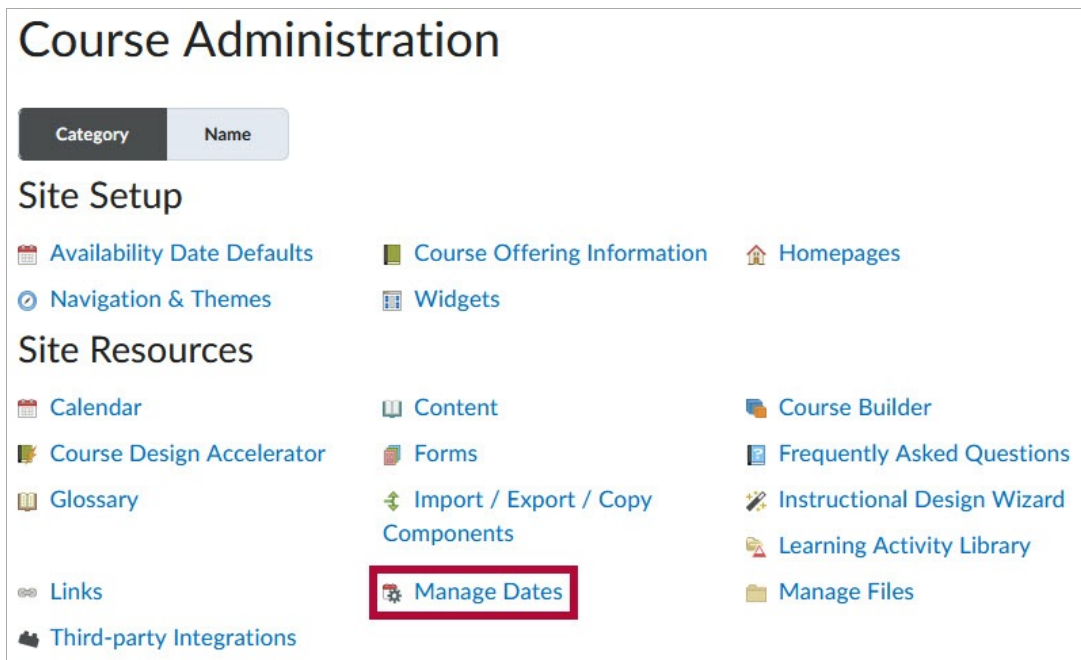 Course Administration
Category Name
Site Setup
Availability Date Defaults Course Offering Information Homepages
Navigation & Themes Widgets
Site Resources
Calendar Content Course Builder
Course Design Accelerator Forms Frequently Asked Questions
Glossary Import / Export / Copy Instructional Design Wizard
Components
Learning Activity Library
Links Manage Dates Manage Files
Third-party Integrations